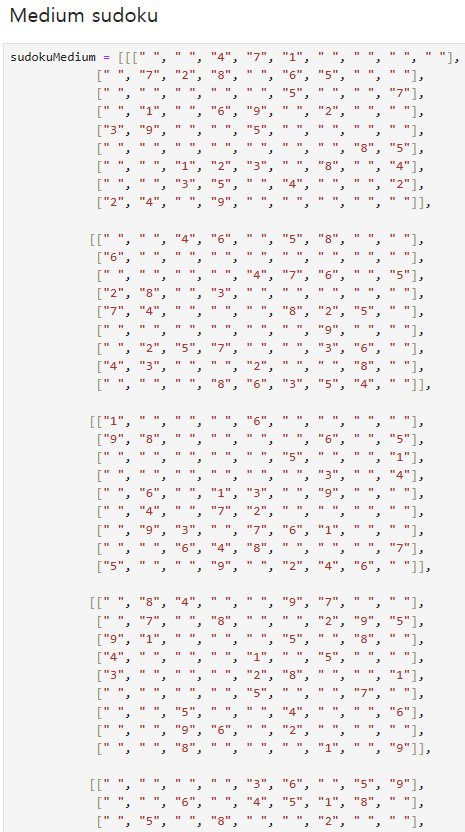 Medium sudoku
sudokuMedium = [[[" ", " ", "4", "7", "1", " ", " ", " ", " "],
[" ", "7", "2", "8", " ", "6", "5", " ", " "],
[" ", " ", " ", " ", " ", "5", " ", " ", "7"],
[" ", "1", " ", "6", "9", " ", "2", " ", " "],
["3", "9", " ", " ", "5", " ", " ", " ", " "],
[" ", " ", " ", " ", " ", " ", " ", "8", "5"],
[" ", " ", "1", "2", "3", " ", "8", " ", "4"],
[" ", " ", "3", "5", " ", "4", " ", " ", "2"],
["2", "4", " ", "9", " ", " ", " ", " ", " "]],
[[" ", " ", "4", "6", " ", "5", "8", " ", " "],
["6", " ", " ", " ", " ", " ", " ", " ", " "],
[" ", " ", " ", " ", "4", "7", "6", " ", "5"],
["2", "8", " ", "3", " ", " ", " ", " ", " "],
["7", "4", " ", " ", " ", "8", "2", "5", " "],
[" ", " ", " ", " ", " ", " ", "9", " ", " "],
[" ", "2", "5", "7", " ", " ", "3", "6", " "],
["4", "3", " ", " ", "2", " ", " ", "8", " "],
[" ", " ", " ", "8", "6", "3", "5", "4", " "]],
[["1", " ", " ", " ", "6", " ", " ", " ", " "],
["9", "8", " ", " ", " ", " ", "6", " ", "5"],
[" ", " ", " ", " ", " ", "5", " ", " ", "1"],
[" ", " ", " ", " ", " ", " ", "3", " ", "4"],
[" ", "6", " ", "1", "3", " ", "9", " ", " "],
[" ", "4", " ", "7", "2", " ", " ", " ", " "],
[" ", "9", "3", " ", "7", "6", "1", " ", " "],
[" ", " ", "6", "4", "8", " ", " ", " ", "7"],
["5", " ", " ", "9", " ", "2", "4", "6", " "]],
[[" ", "8", "4", " ", " ", "9", "7", " ", " "],
[" ", "7", " ", "8", " ", " ", "2", "9", "5"],
["9", "1", " ", " ", " ", "5", " ", "8", " "],
["4", " ", " ", " ", "1", " ", "5", " ", " "],
["3", " ", " ", " ", "2", "8", " ", " ", "1"],
[" ", " ", " ", " ", "5", " ", " ", "7", " "],
[" ", " ", "5", " ", " ", "4", " ", " ", "6"],
[" ", " ", "9", "6", " ", "2", " ", " ", " "],
[" ", " ", "8", " ", " ", " ", "1", " ", "9"]],
[[" ", " ", " ", " ", "3", "6", " ", "5", "9"],
[" ", " ", "6", " ", "4", "5", "1", "8", " "],
[" ", "5", " ", "8", " ", " ", "2", " ", " "],